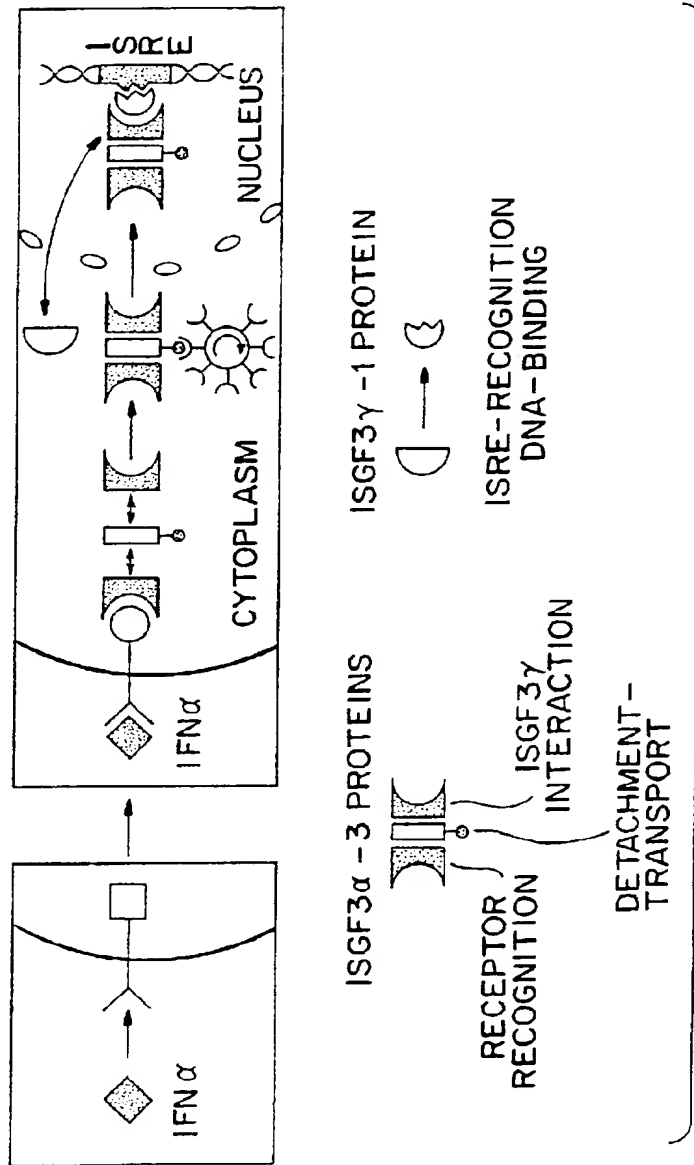 IFNα
IFNα
CYTOPLASM
NUCLEUS
I
S
R
E
ISGF3α - 3 PROTEINS
RECEPTOR
RECOGNITION
ISGF3γ
INTERACTION
DETACHMENT-
TRANSPORT
ISGF3γ - 1 PROTEIN
ISRE-RECOGNITION
DNA-BINDING